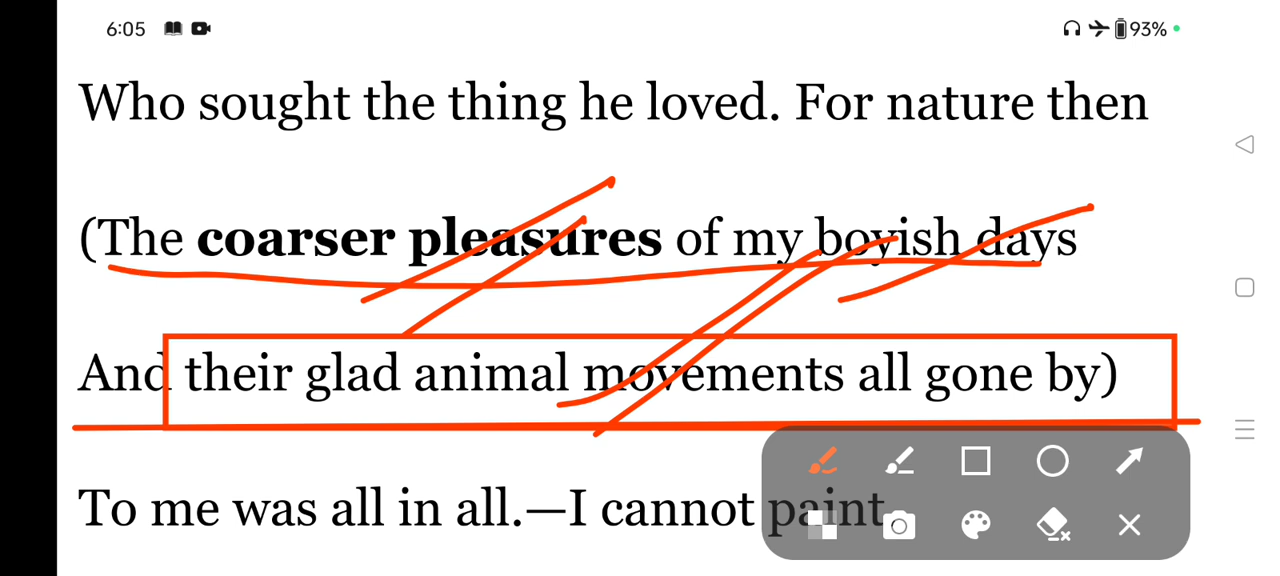 6:05 93%
Who sought the thing he loved. For nature then
(The coarser pleasures of my boyish days
And their glad animal movements all gone by)
To me was all in all.—I cannot paint